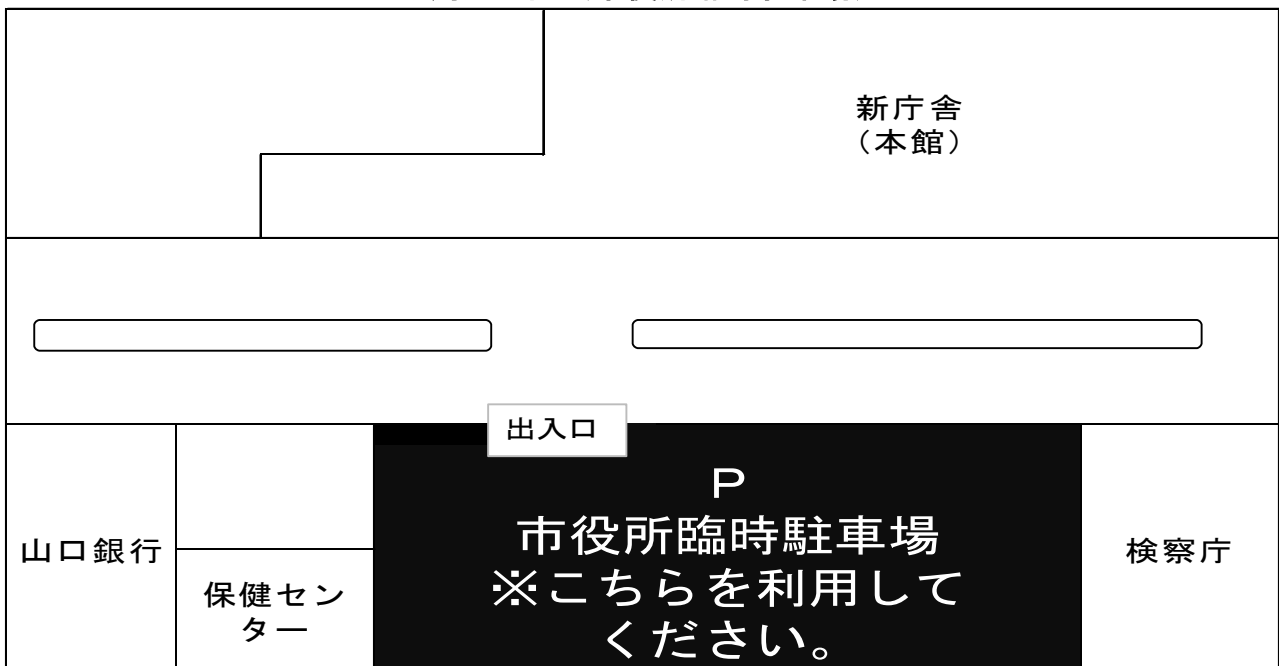 新庁舎
（本館）
出入口
P
市役所臨時駐車場
※こちらを利用して
ください。
山口銀行
保健セン
ター
検察庁